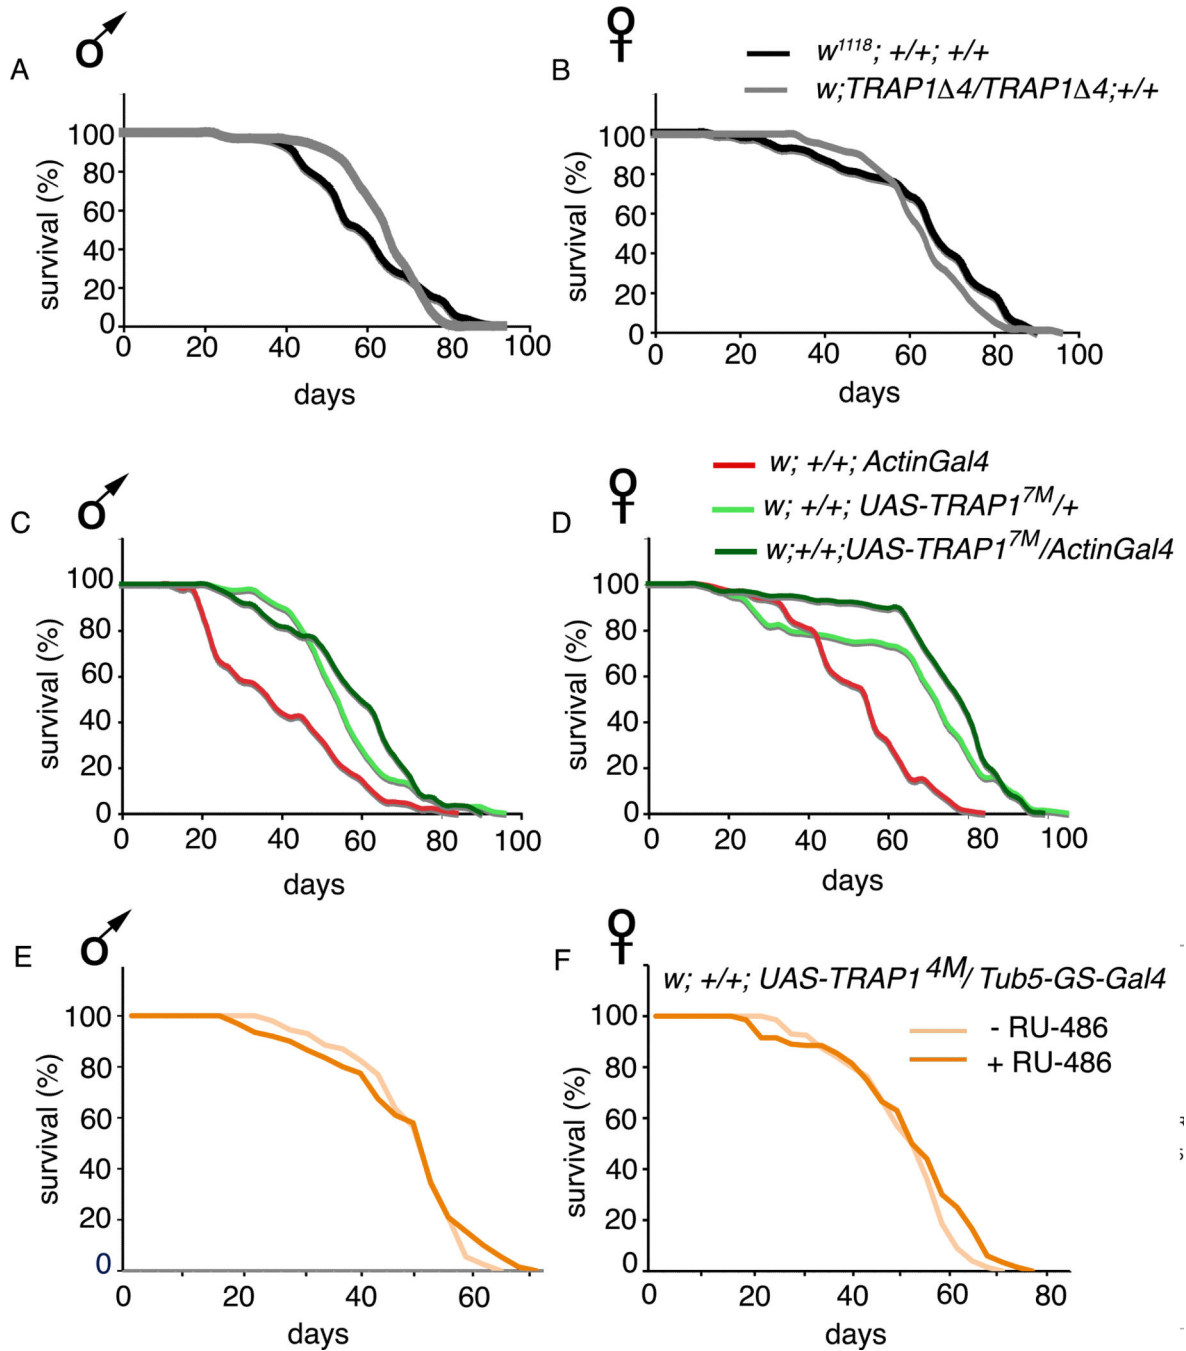 A
♂
B
♀
w1118; +/+; +/+
w;TRAP1Δ4/TRAP1Δ4;+/+
survival (%)
100
80
60
40
20
0
0 20 40 60 80 100
days
survival (%)
100
80
60
40
20
0
0 20 40 60 80 100
days
C
♂
D
♀
w; +/+; ActinGal4
w; +/+; UAS-TRAP17M/+
w;+/+;UAS-TRAP17M/ActinGal4
survival (%)
100
80
60
40
20
0
0 20 40 60 80 100
days
survival (%)
100
80
60
40
20
0
0 20 40 60 80 100
days
E
♂
F
♀
w; +/+; UAS-TRAP1 4M/ Tub5-GS-Gal4
- RU-486
+ RU-486
survival (%)
100
80
60
40
20
0
0 20 40 60
days
survival (%)
100
80
60
40
20
0
0 20 40 60 80
days